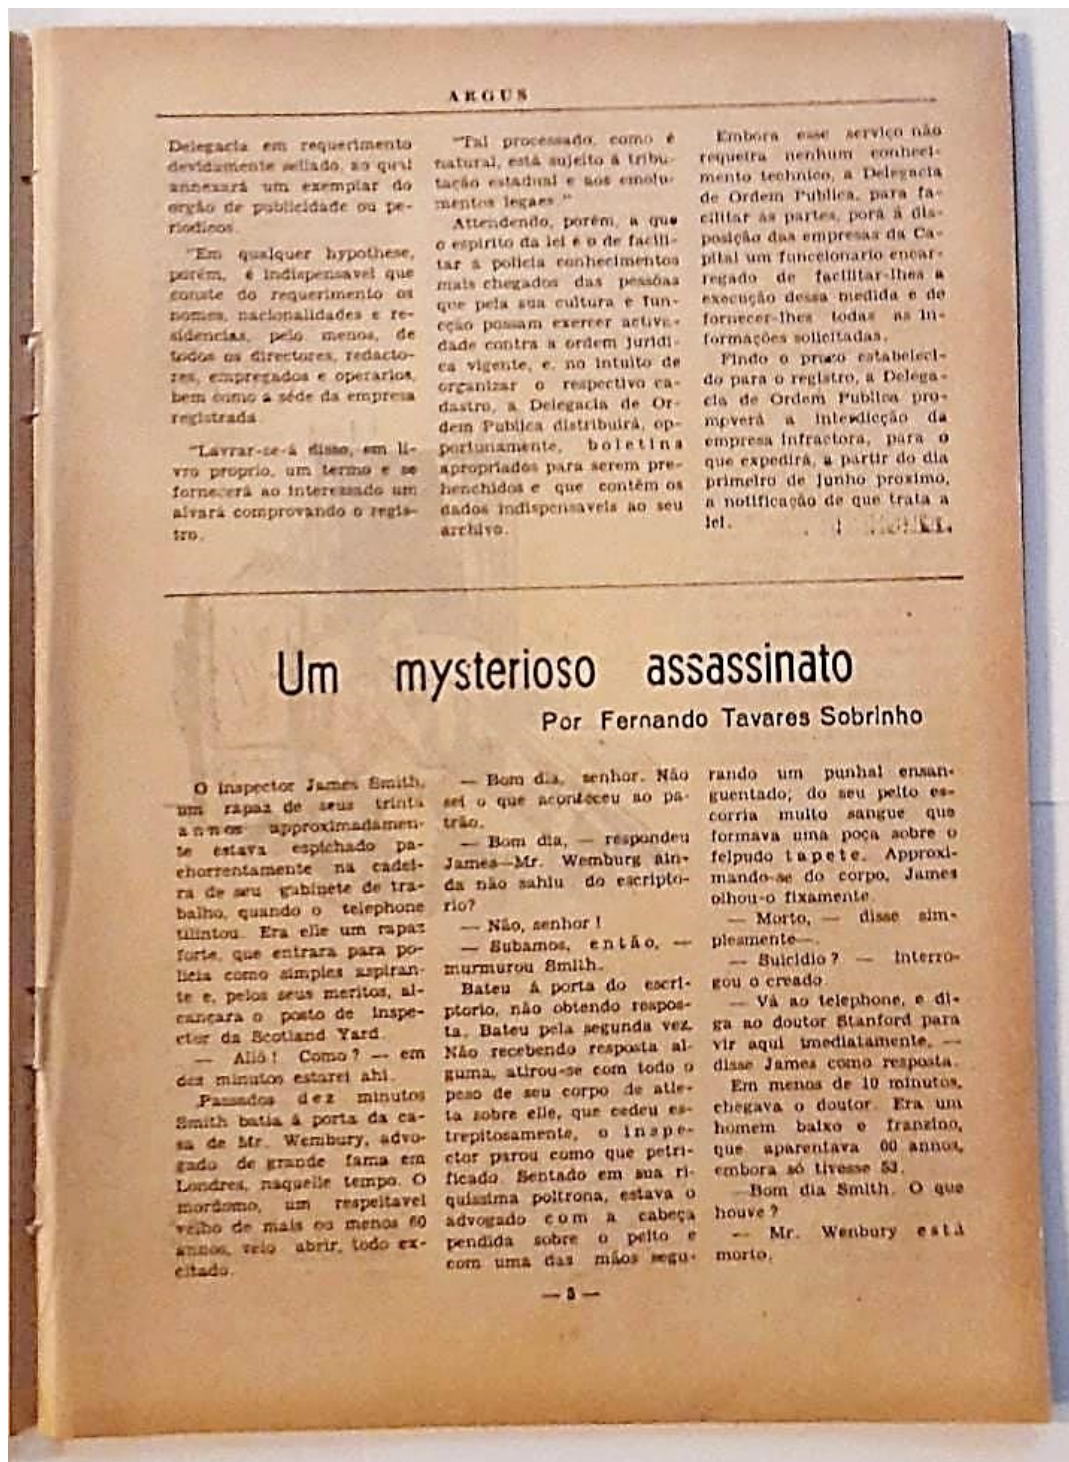 ARGUS
Delegacia em requerimento
devidamente sellado, ao qual
annexará um exemplar do
orgão de publicidade ou pe-
riodicos.
"Em qualquer hypothese,
porém, é indispensavel que
conste do requerimento os
nomes, nacionalidades e re-
sidencias, pelo menos, de
todos os directores, redacto-
res, empregados e operarios,
bem como a séde da empresa
registrada
"Lavrar-se-á disso, em li-
vro proprio, um termo e se
fornecerá ao interessado um
alvará comprovando o regis-
tro.
"Tal processado, como é
natural, está sujeito á tribu-
tação estadual e aos emolu-
mentos legaes."
Attendendo, porém, a que
o espirito da lei é o de facili-
tar á policia conhecimentos
mais chegados das pessôas
que pela sua cultura e fun-
cção possam exercer activi-
dade contra a ordem juridi-
ca vigente, e, no intuito de
organizar o respectivo ca-
dastro, a Delegacia de Or-
dem Publica distribuirá, op-
portunamente, boletins
apropriados para serem pre-
henchidos e que contêm os
dados indispensaveis ao seu
archivo.
Embora esse serviço não
requeira nenhum conheci-
mento technico, a Delegacia
de Ordem Publica, para fa-
cilitar ás partes, porá á dis-
posição das empresas da Ca-
pital um funccionario encar-
regado de facilitar-lhes a
execução dessa medida e de
fornecer-lhes todas as in-
formações solicitadas.
Findo o prazo estabeleci-
do para o registro, a Delega-
cia de Ordem Publica pro-
mpverá a interdicção da
empresa infractora, para o
que expedirá, a partir do dia
primeiro de Junho proximo,
a notificação de que trata a
lei.
Um mysterioso assassinato
Por Fernando Tavares Sobrinho
O inspector James Smith,
um rapaz de seus trinta
annos approximadamen-
te estava espichado pa-
chorrentamente na cadei-
ra de seu gabinete de tra-
balho, quando o telephone
tilintou. Era elle um rapaz
forte, que entrara para po-
licia como simples aspiran-
te e, pelos seus meritos, al-
cançara o posto de inspe-
ctor da Scotland Yard.
— Allô! Como? — em
dez minutos estarei ahi.
Passados dez minutos
Smith batia á porta da ca-
sa de Mr. Wembury, advo-
gado de grande fama em
Londres, naquelle tempo. O
mordomo, um respeitavel
velho de mais ou menos 60
annos, veio abrir, todo ex-
citado.
— Bom dia, senhor. Não
sei o que aconteceu ao pa-
trão.
— Bom dia, — respondeu
James—Mr. Wemburg ain-
da não sahiu do escripto-
rio?
— Não, senhor!
— Subamos, então, —
murmurou Smith.
Bateu á porta do escri-
ptorio, não obtendo respos-
ta. Bateu pela segunda vez.
Não recebendo resposta al-
guma, atirou-se com todo o
peso de seu corpo de atle-
ta sobre elle, que cedeu es-
trepitosamente, o inspe-
ctor parou como que petri-
ficado. Sentado em sua ri-
quissima poltrona, estava o
advogado com a cabeça
pendida sobre o peito e
com uma das mãos segu-
rando um punhal ensan-
guentado; do seu peito es-
corria muito sangue que
formava uma poça sobre o
felpudo tapete. Approxi-
mando-se do corpo, James
olhou-o fixamente.
— Morto, — disse sim-
plesmente—.
— Suicidio? — interro-
gou o creado.
— Vá ao telephone, e di-
ga ao doutor Stanford para
vir aqui imediatamente, —
disse James como resposta.
Em menos de 10 minutos,
chegava o doutor. Era um
homem baixo e franzino,
que aparentava 60 annos,
embora só tivesse 53.
—Bom dia Smith. O que
houve?
— Mr. Wenbury está
morto.
— 5 —